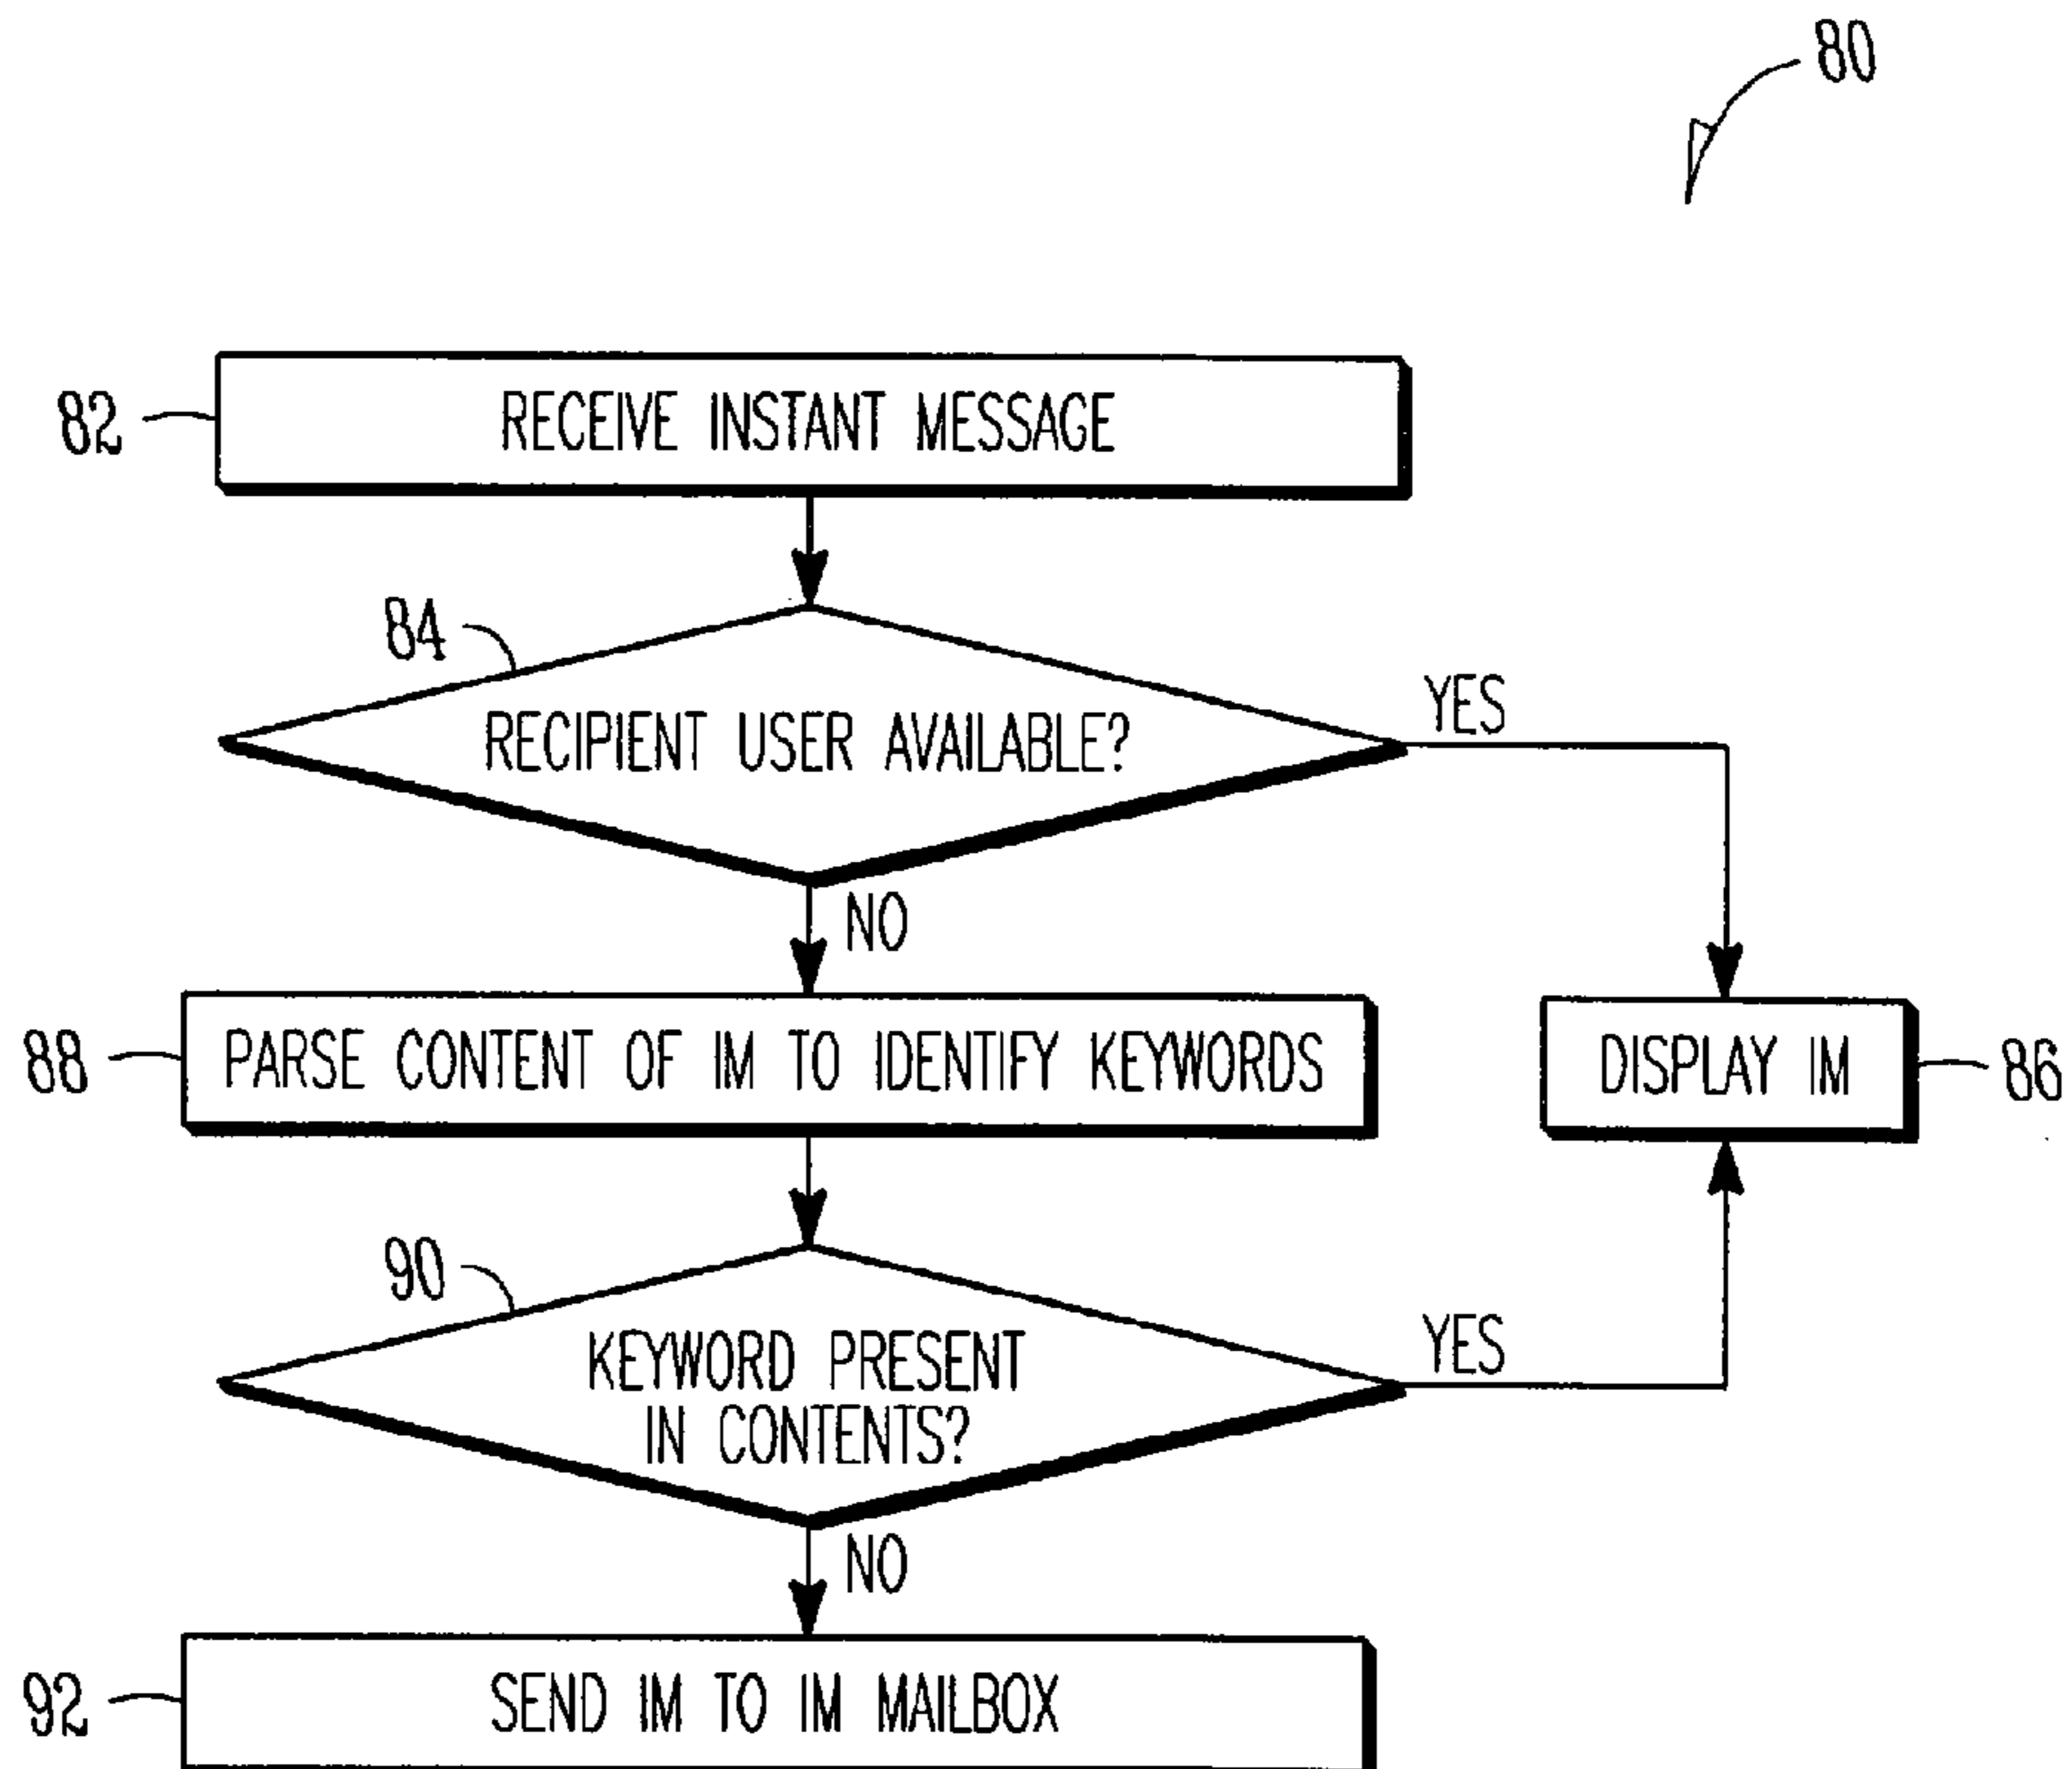 80
82
RECEIVE INSTANT MESSAGE
84
RECIPIENT USER AVAILABLE?
YES
NO
88
PARSE CONTENT OF IM TO IDENTIFY KEYWORDS
DISPLAY IM
86
90
KEYWORD PRESENT
IN CONTENTS?
YES
NO
92
SEND IM TO IM MAILBOX